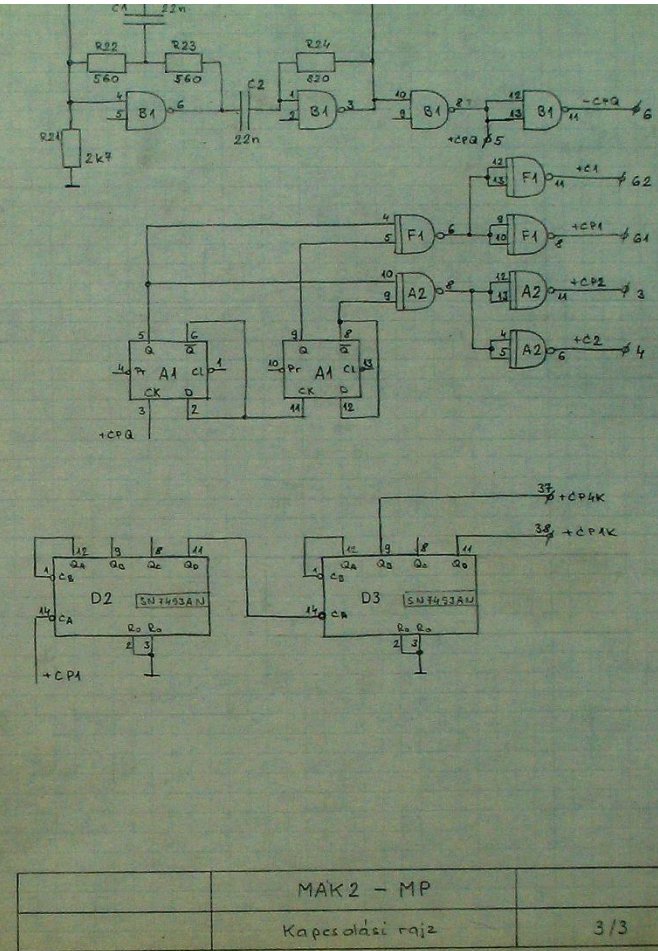 C1 22n
R22 R23 R24
560 560 820
C2
4 5 B1 6
1 2 B1 3
10 9 B1 8
12 13 B1 11 -CPQ 6
R21
2k7
22n
+CPQ 5
12 13 F1 11 +C1 62
4 5 F1 6
9 10 F1 8 +CP1 61
10 9 A2 8
12 13 A2 11 +CP2 3
4 5 A2 6 +C2 4
5 6 9 8
Q Q̅ Q Q̅
4 Pr A1 CL 1
10 Pr A1 CL 13
CK D CK D
3 2 11 12
+CPQ
37 +CP4K
38 +CP1K
12 9 8 11
QA QB QC QD
1 CB
D2 SN7493AN
14 CA
R0 R0
2 3
+CP1
12 9 8 11
QA QB QC QD
1 CB
D3 SN7493AN
14 CA
R0 R0
2 3
MAK2 - MP
Kapcsolási rajz 3/3